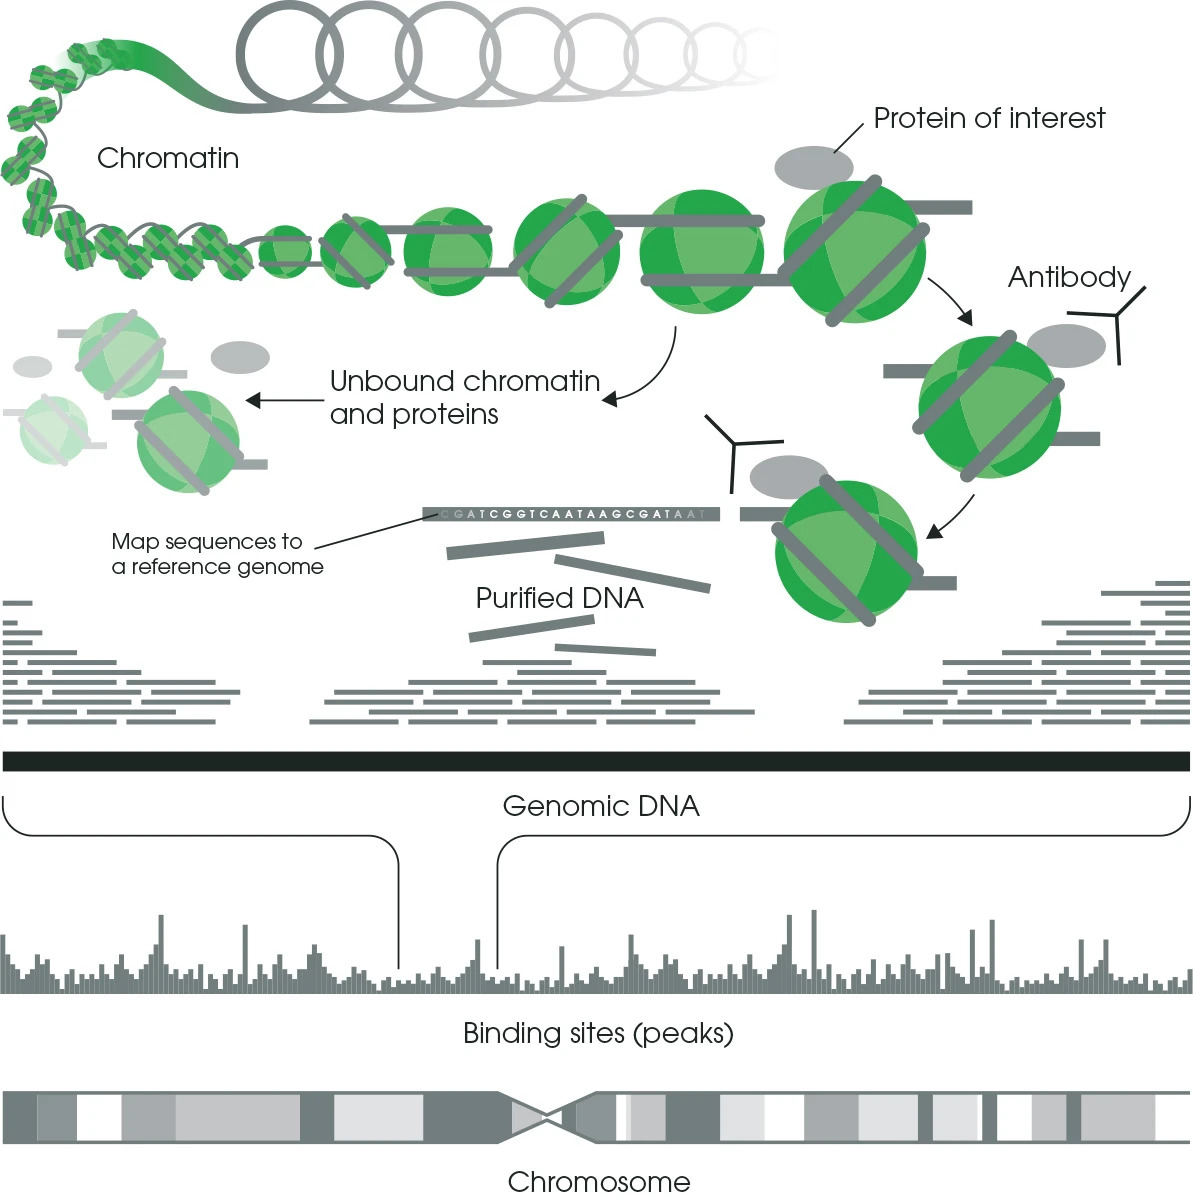 Protein of interest
Chromatin
Antibody
Unbound chromatin
and proteins
CGATCGGTCAATAAGCGATAAT
Map sequences to
a reference genome
Purified DNA
Genomic DNA
Binding sites (peaks)
Chromosome